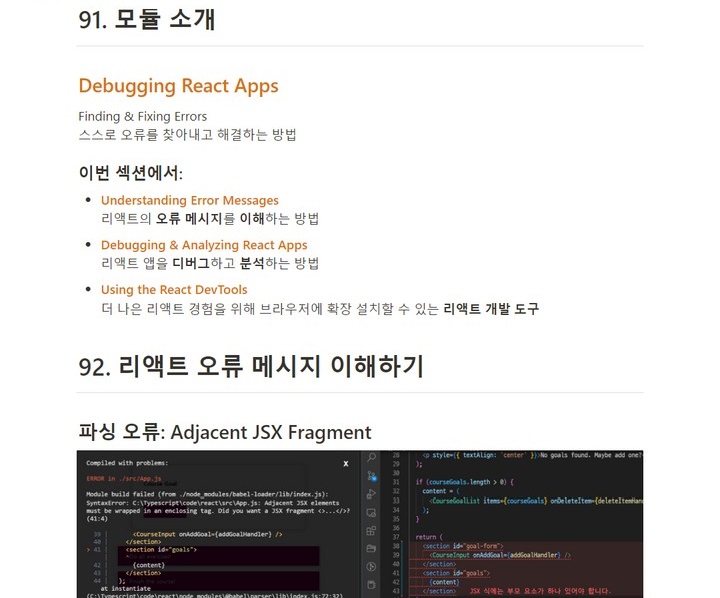 91. 모듈 소개
Debugging React Apps
Finding & Fixing Errors
스스로 오류를 찾아내고 해결하는 방법
이번 섹션에서:
Understanding Error Messages
리액트의 오류 메시지를 이해하는 방법
Debugging & Analyzing React Apps
리액트 앱을 디버그하고 분석하는 방법
Using the React DevTools
더 나은 리액트 경험을 위해 브라우저에 확장 설치할 수 있는 리액트 개발 도구
92. 리액트 오류 메시지 이해하기
파싱 오류: Adjacent JSX Fragment
Compiled with problems:
X
ERROR in ./src/App.js
Module build failed (from ./node_modules/babel-loader/lib/index.js):
SyntaxError: C:\Typescript\code\react\src\App.js: Adjacent JSX elements
must be wrapped in an enclosing tag. Did you want a JSX fragment <>...</>?
(41:4)
39 | <CourseInput onAddGoal={addGoalHandler} />
40 | </section>
> 41 | <section id="goals">
| ^
42 | {content}
43 | </section>
44 | );
at instantiate
(C:\Typescript\code\react\node_modules\@babel\parser\lib\index.js:72:32)
28 <p style={{ textAlign: 'center' }}>No goals found. Maybe add one?
29 );
30
31 if (courseGoals.length > 0) {
32 content = (
33 <CourseGoalList items={courseGoals} onDeleteItem={deleteItemHan
34 );
35 }
36
37 return (
38 <section id="goal-form">
39 <CourseInput onAddGoal={addGoalHandler} />
40 </section>
41 <section id="goals">
42 {content}
43 </section> JSX 식에는 부모 요소가 하나 있어야 합니다.